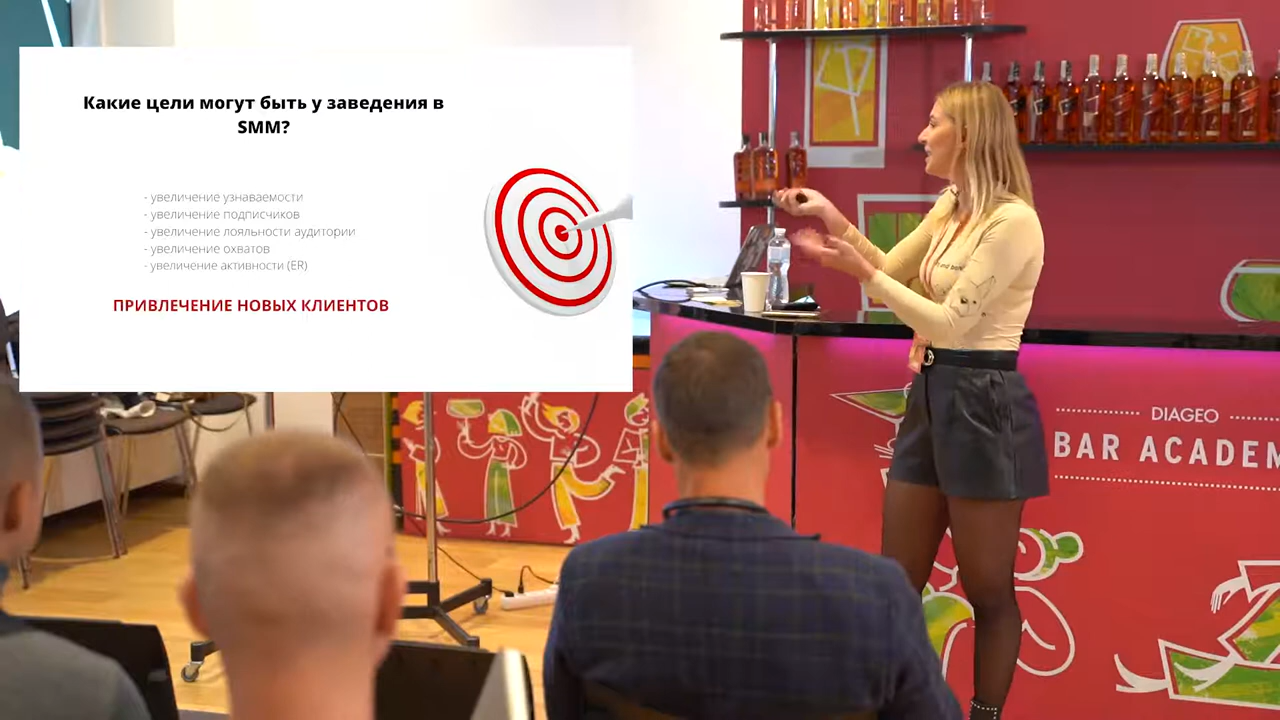 Какие цели могут быть у заведения в
SMM?
- увеличение узнаваемости
- увеличение подписчиков
- увеличение лояльности аудитории
- увеличение охватов
- увеличение активности (ER)
ПРИВЛЕЧЕНИЕ НОВЫХ КЛИЕНТОВ
DIAGEO
BAR ACADEM